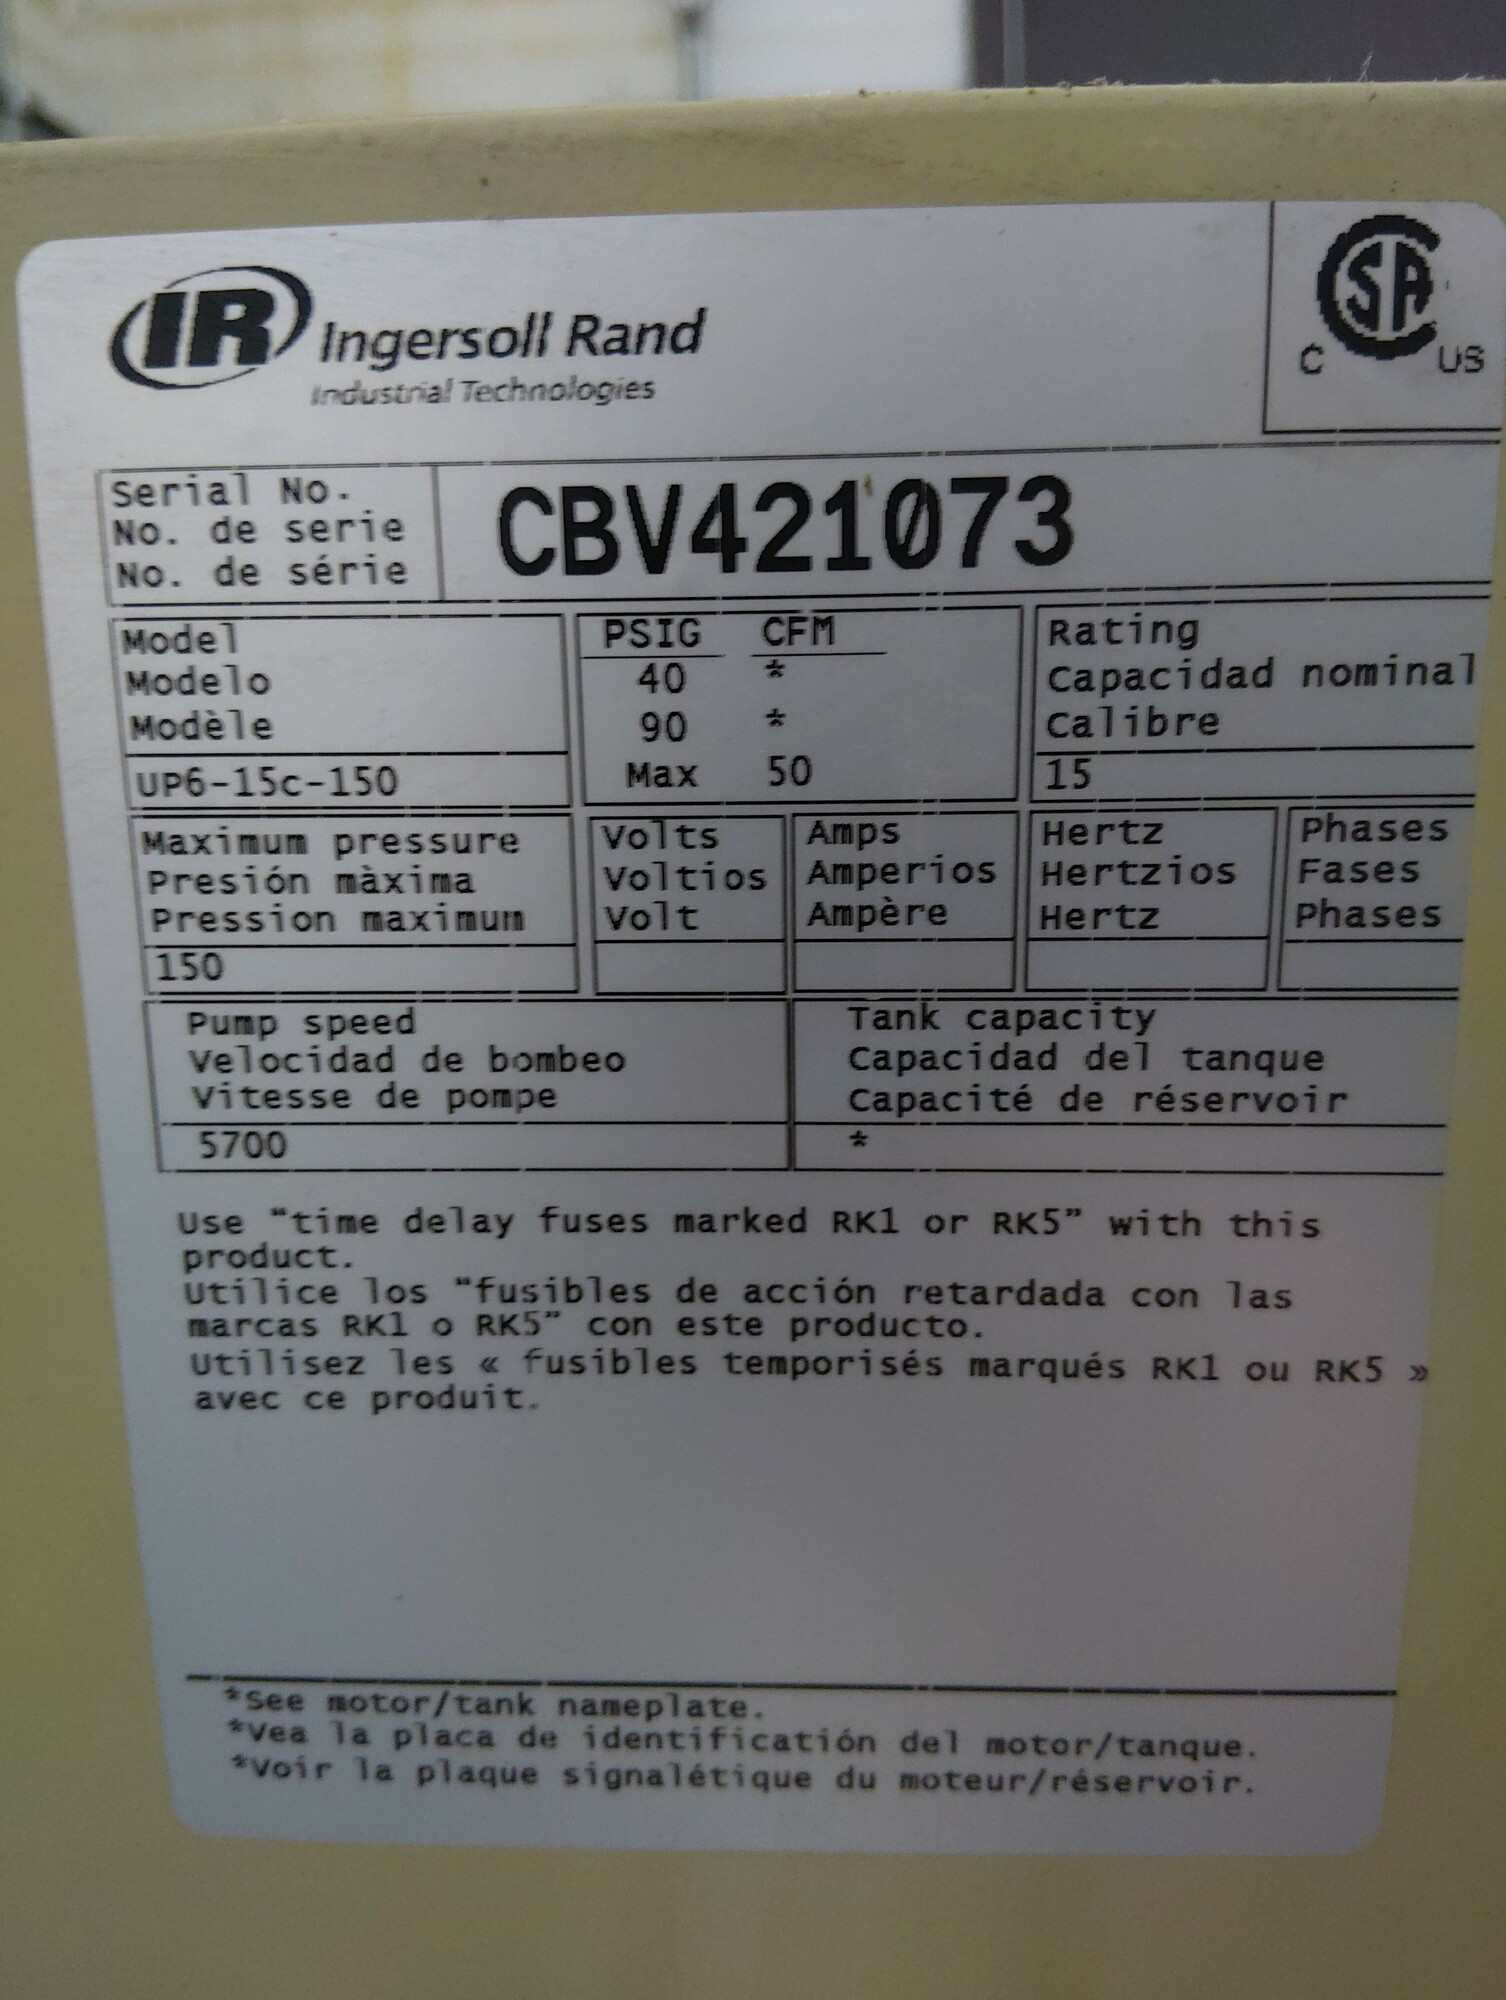 IR Ingersoll Rand
Industrial Technologies
CSA
C US
Serial No.
No. de serie
No. de série
CBV421073
Model
Modelo
Modèle
UP6-15c-150
PSIG CFM
40 *
90 *
Max 50
Rating
Capacidad nominal
Calibre
15
Maximum pressure
Presión màxima
Pression maximum
150
Volts
Voltios
Volt
Amps
Amperios
Ampère
Hertz
Hertzios
Hertz
Phases
Fases
Phases
Pump speed
Velocidad de bombeo
Vitesse de pompe
5700
Tank capacity
Capacidad del tanque
Capacité de réservoir
*
Use "time delay fuses marked RK1 or RK5" with this
product.
Utilice los "fusibles de acción retardada con las
marcas RK1 o RK5" con este producto.
Utilisez les « fusibles temporisés marqués RK1 ou RK5 »
avec ce produit.
*See motor/tank nameplate.
*Vea la placa de identificación del motor/tanque.
*Voir la plaque signalétique du moteur/réservoir.